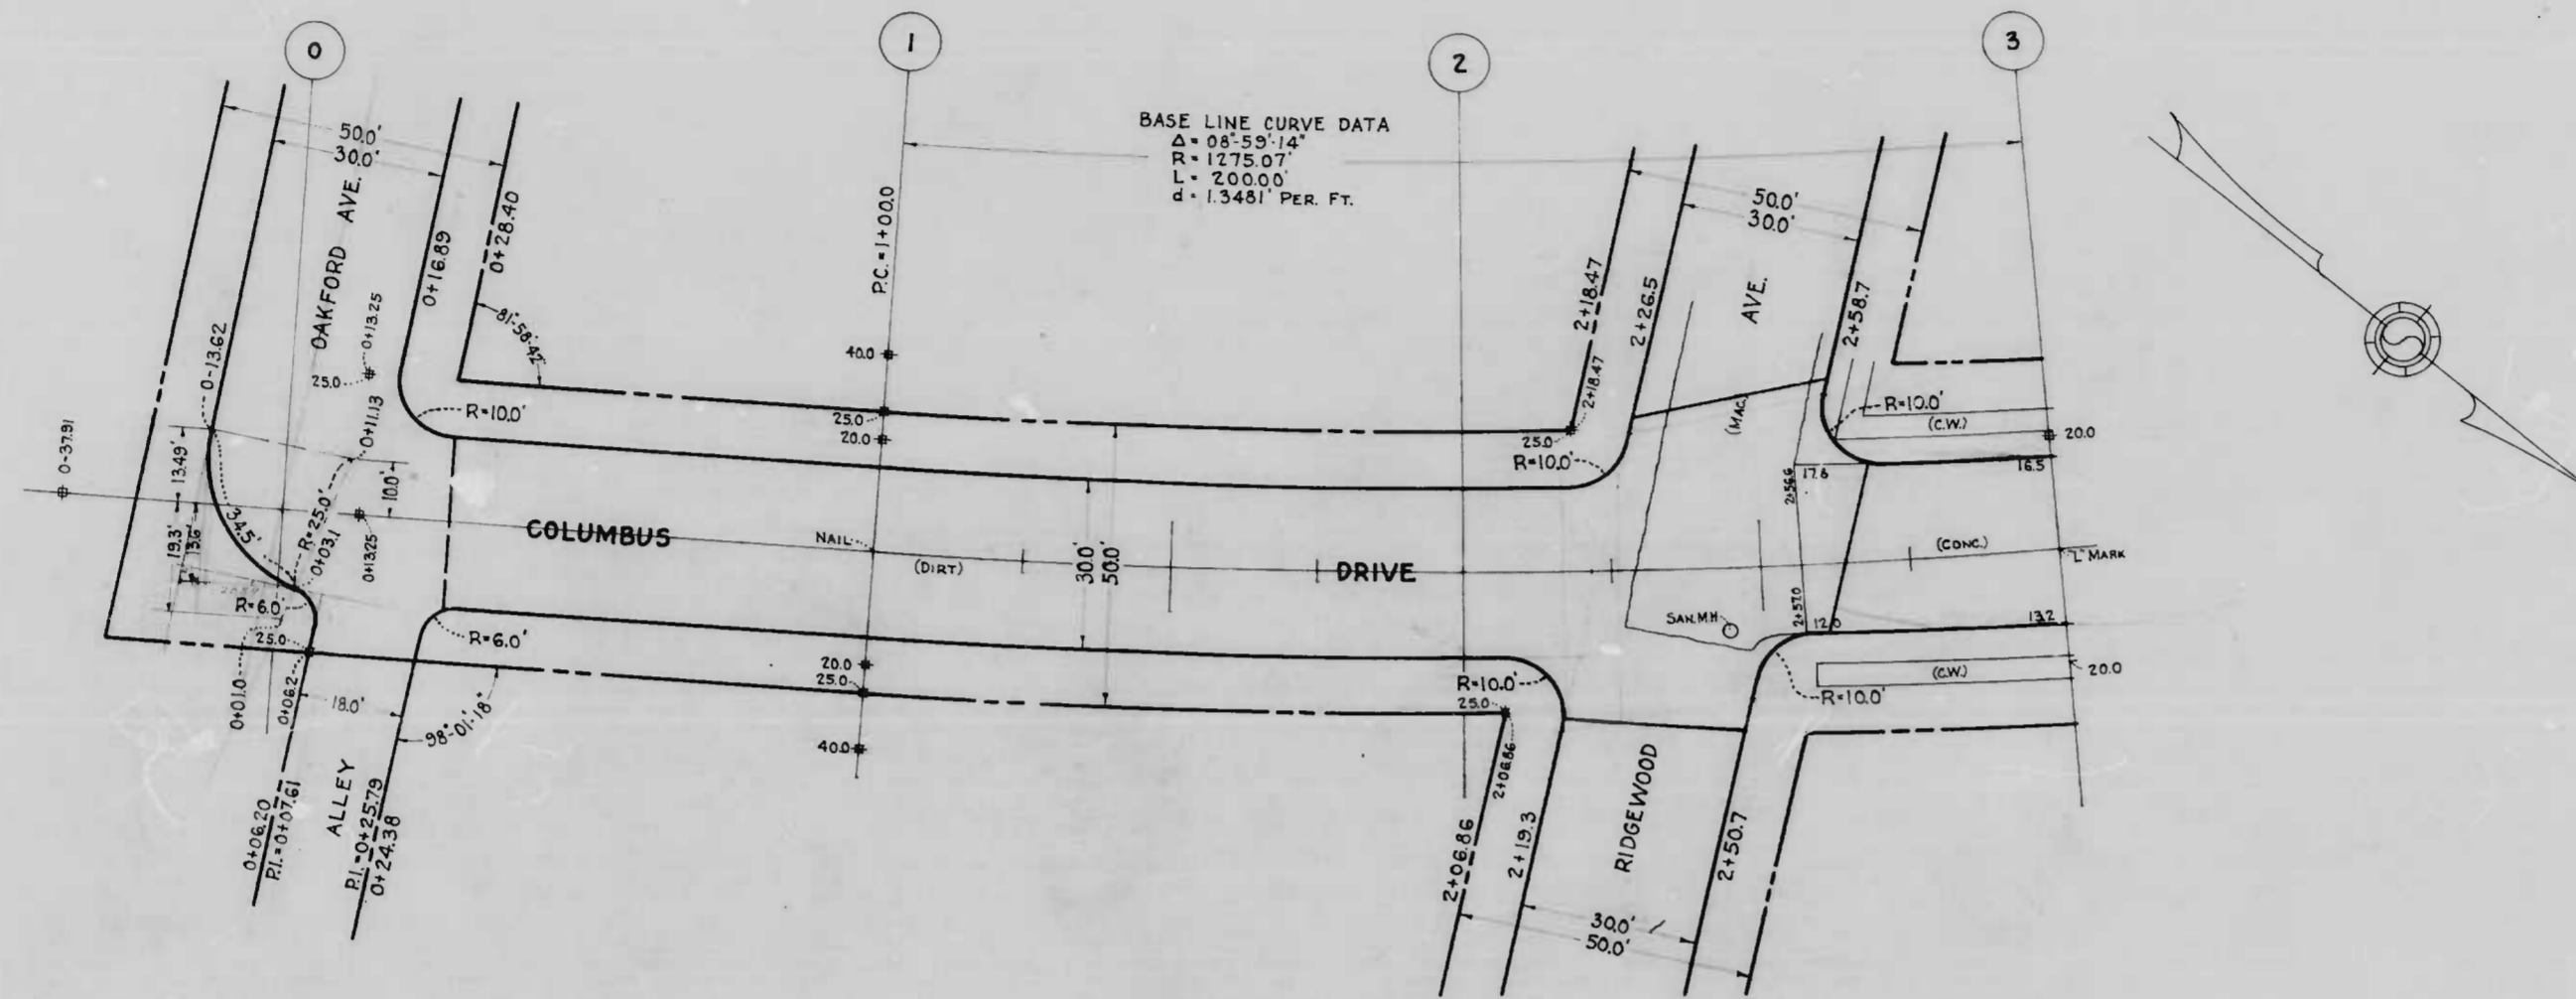 0
1
2
3
BASE LINE CURVE DATA
Δ = 08°-59'-14"
R = 1275.07'
L = 200.00'
d = 1.3481' PER. FT.
50.0'
30.0'
OAKFORD AVE.
0+16.89
0+28.40
81°-58'-42"
P.C. = 1+00.0
0-13.62
0+13.25
25.0
0+11.13
R=10.0'
0-37.91
13.49'
10.0'
19.3'
13.6'
34.5'
R=25.0'
0+03.1
0+13.25
R=6.0'
25.0
0+01.0
0+06.2
18.0'
R=6.0'
98°-01'-18"
0+06.20
P.I.=0+07.61
ALLEY
P.I.=0+25.79
0+24.38
COLUMBUS
DRIVE
NAIL
(DIRT)
40.0
25.0
20.0
20.0
25.0
40.0
30.0'
50.0'
2+18.47
2+18.47
25.0
R=10.0'
2+26.5
50.0'
30.0'
AVE.
(MAC.)
2+58.7
R=10.0'
(C.W.)
20.0
16.5
17.8
2+56.6
(CONC.)
"L" MARK
2+57.0
12.0
13.2
SAN. M.H.
(C.W.)
20.0
R=10.0'
R=10.0'
25.0
2+06.86
2+06.86
2+19.3
RIDGEWOOD
2+50.7
30.0'
50.0'